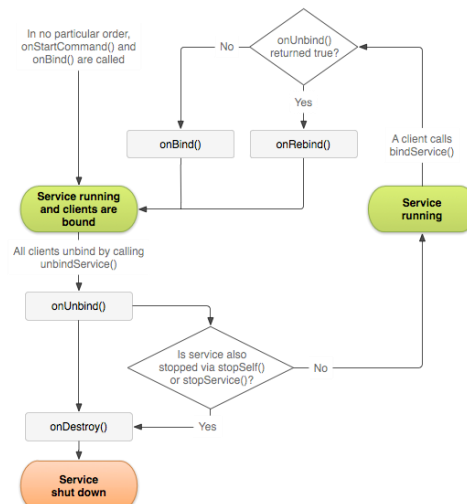 In no particular order,
onStartCommand() and
onBind() are called
onUnbind()
returned true?
No
Yes
onBind()
onRebind()
A client calls
bindService()
Service running
and clients are
bound
Service
running
All clients unbind by calling
unbindService()
onUnbind()
Is service also
stopped via stopSelf()
or stopService()?
No
Yes
onDestroy()
Service
shut down